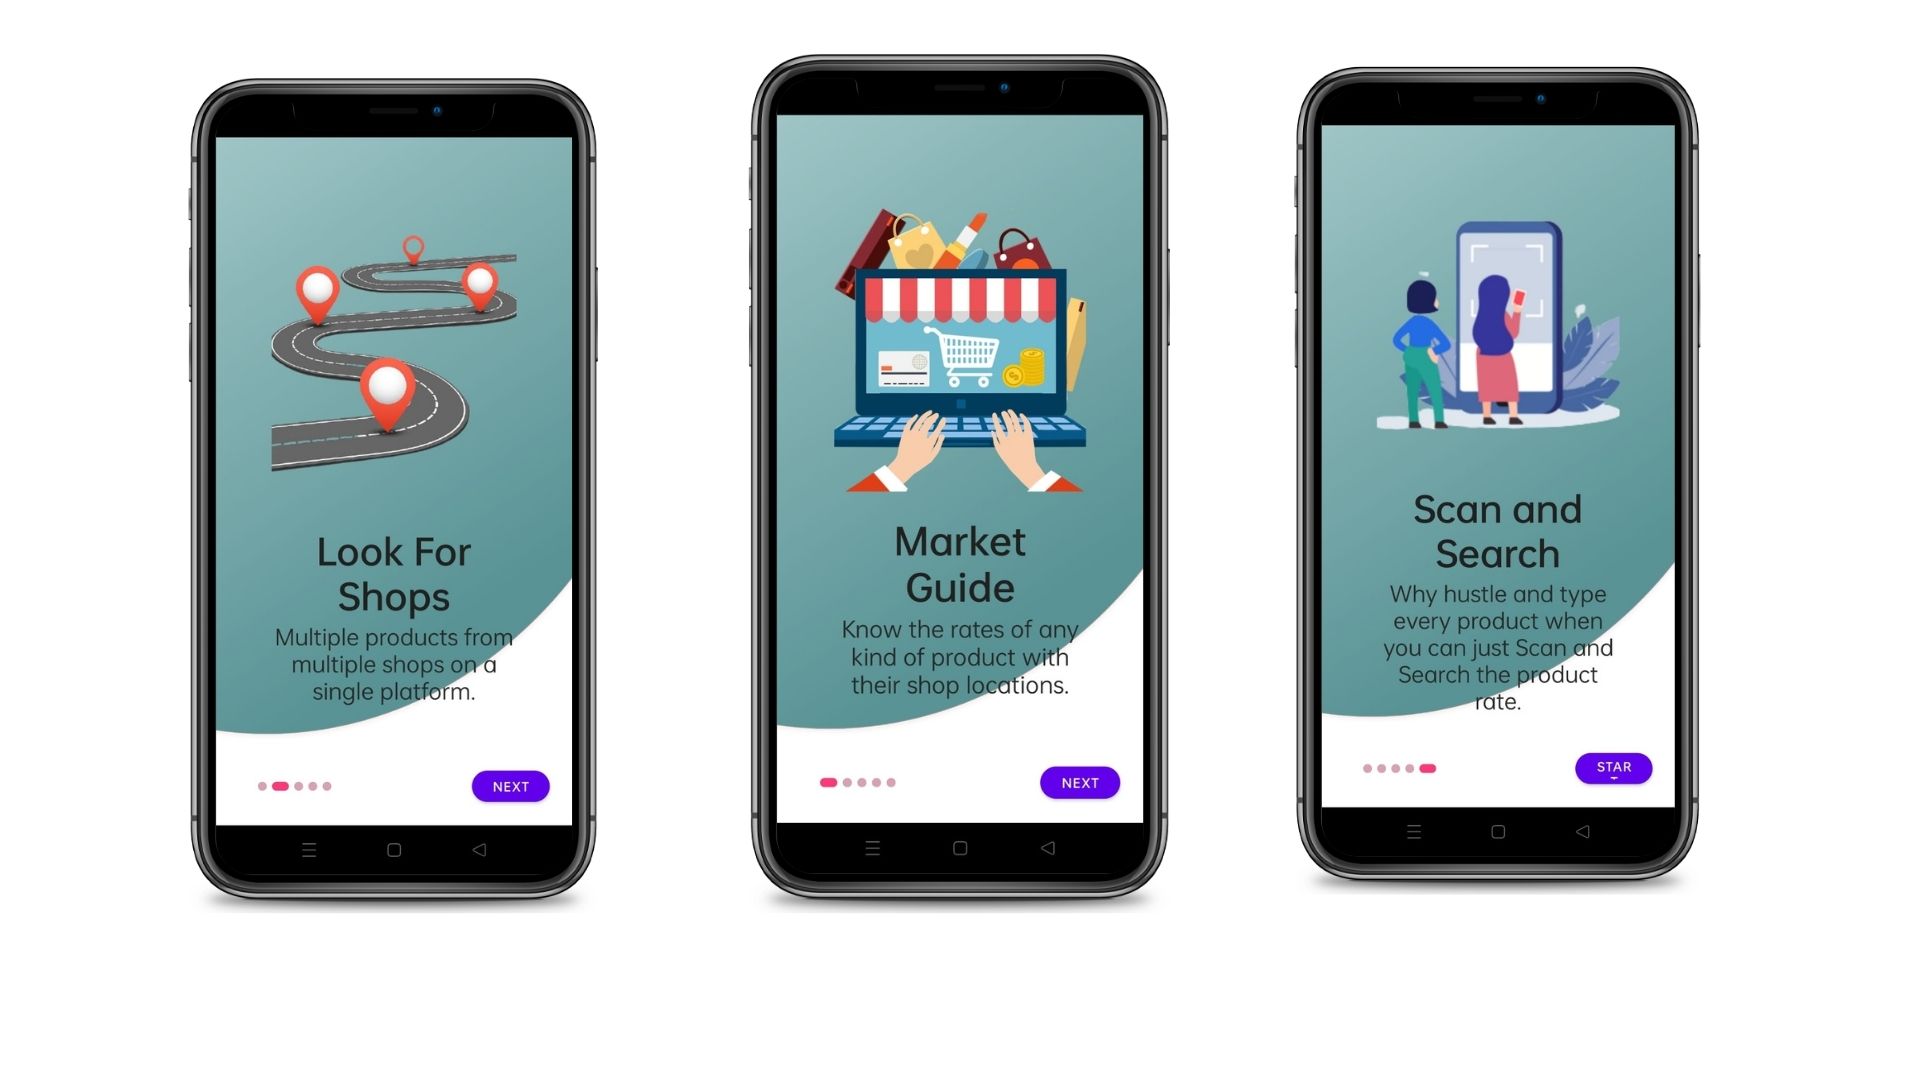 Look For
Shops
Multiple products from
multiple shops on a
single platform.
NEXT
Market
Guide
Know the rates of any
kind of product with
their shop locations.
NEXT
Scan and
Search
Why hustle and type
every product when
you can just Scan and
Search the product
rate.
STAR
T